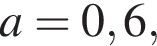 a = 0,6,